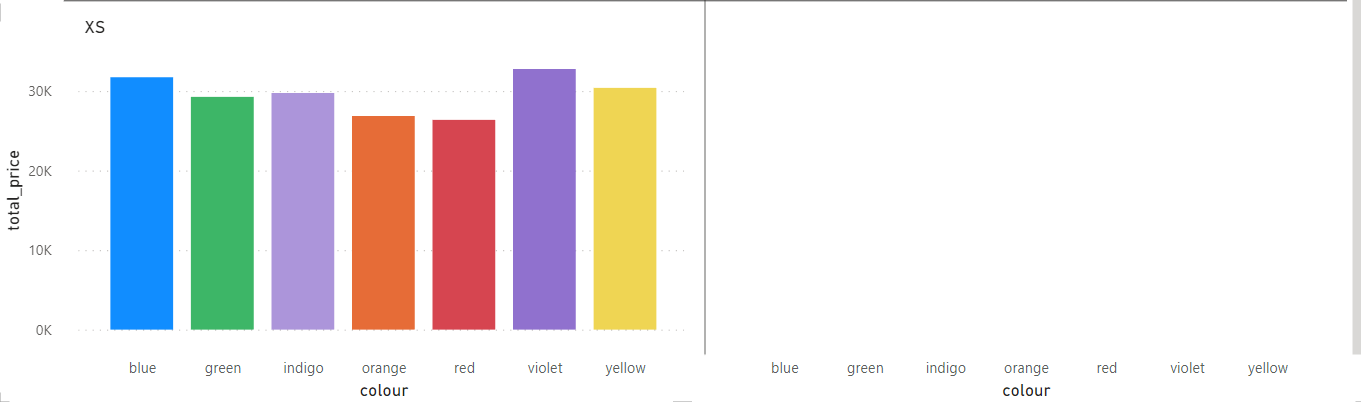 XS
30K
20K
10K
0K
total_price
blue green indigo orange red violet yellow
colour
blue green indigo orange red violet yellow
colour